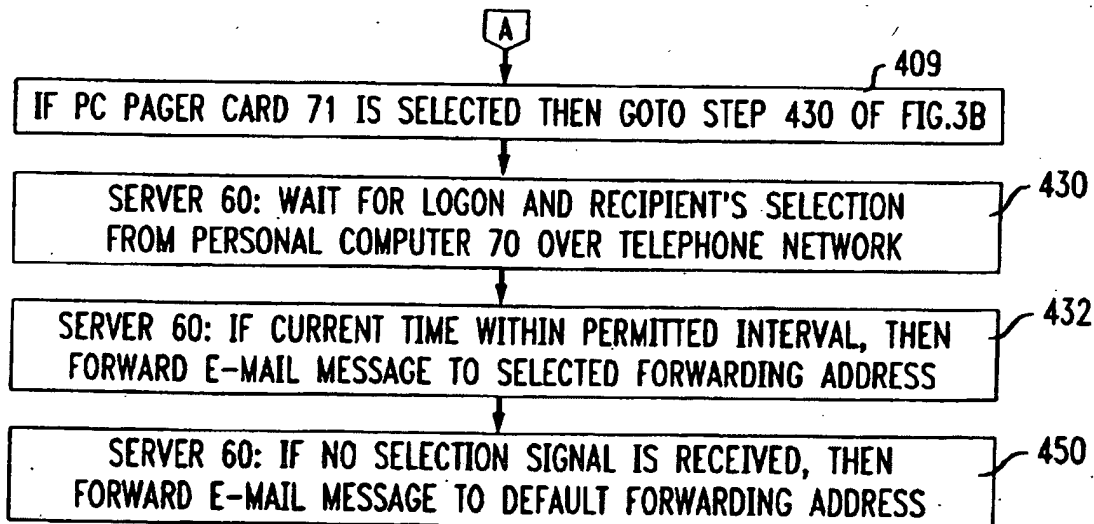 A
409
IF PC PAGER CARD 71 IS SELECTED THEN GOTO STEP 430 OF FIG.3B
430
SERVER 60: WAIT FOR LOGON AND RECIPIENT'S SELECTION
FROM PERSONAL COMPUTER 70 OVER TELEPHONE NETWORK
432
SERVER 60: IF CURRENT TIME WITHIN PERMITTED INTERVAL, THEN
FORWARD E-MAIL MESSAGE TO SELECTED FORWARDING ADDRESS
450
SERVER 60: IF NO SELECTION SIGNAL IS RECEIVED, THEN
FORWARD E-MAIL MESSAGE TO DEFAULT FORWARDING ADDRESS